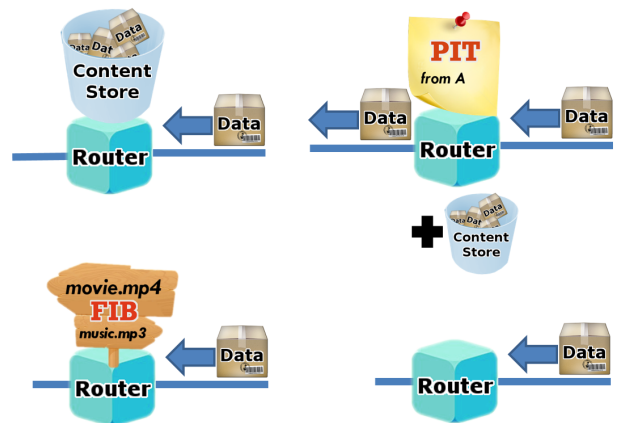 Data
Data
Data
Content
Store
Data
Router
PIT
from A
Data
Data
Router
Data
Data
Data
Content
Store
movie.mp4
FIB
music.mp3
Data
Router
Data
Router